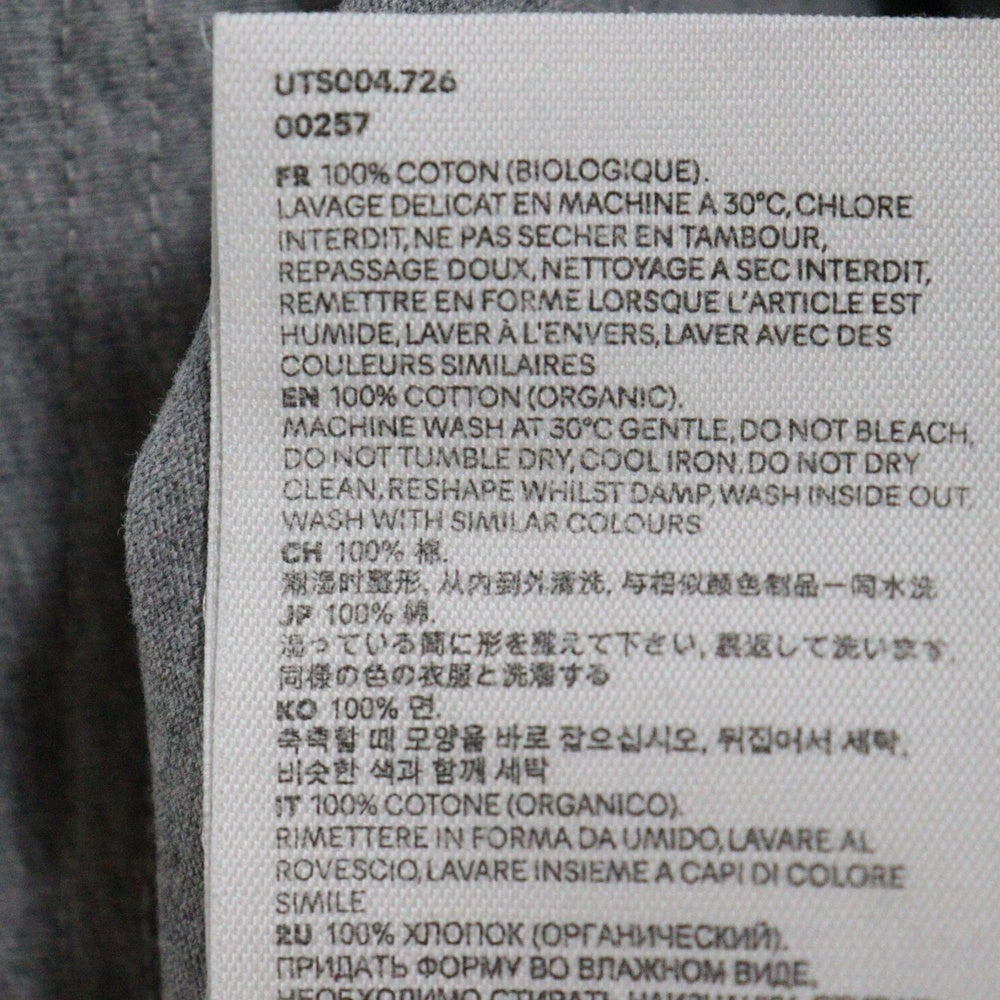 UTS004.726
00257
FR 100% COTON (BIOLOGIQUE).
LAVAGE DELICAT EN MACHINE A 30°C, CHLORE
INTERDIT, NE PAS SECHER EN TAMBOUR,
REPASSAGE DOUX, NETTOYAGE A SEC INTERDIT,
REMETTRE EN FORME LORSQUE L'ARTICLE EST
HUMIDE, LAVER À L'ENVERS, LAVER AVEC DES
COULEURS SIMILAIRES
EN 100% COTTON (ORGANIC).
MACHINE WASH AT 30°C GENTLE, DO NOT BLEACH,
DO NOT TUMBLE DRY, COOL IRON, DO NOT DRY
CLEAN, RESHAPE WHILST DAMP, WASH INSIDE OUT,
WASH WITH SIMILAR COLOURS
CH 100% 棉.
潮湿时整形, 从内到外清洗, 与相似颜色制品一同水洗
JP 100% 綿.
湿っている間に形を整えて下さい, 裏返して洗います,
同様の色の衣服と洗濯する
KO 100% 면.
축축할 때 모양을 바로 잡으십시오, 뒤집어서 세탁,
비슷한 색과 함께 세탁
IT 100% COTONE (ORGANICO).
RIMETTERE IN FORMA DA UMIDO, LAVARE AL
ROVESCIO, LAVARE INSIEME A CAPI DI COLORE
SIMILE
RU 100% ХЛОПОК (ОРГАНИЧЕСКИЙ).
ПРИДАТЬ ФОРМУ ВО ВЛАЖНОМ ВИДЕ,
НЕОБХОДИМО СТИРАТЬ